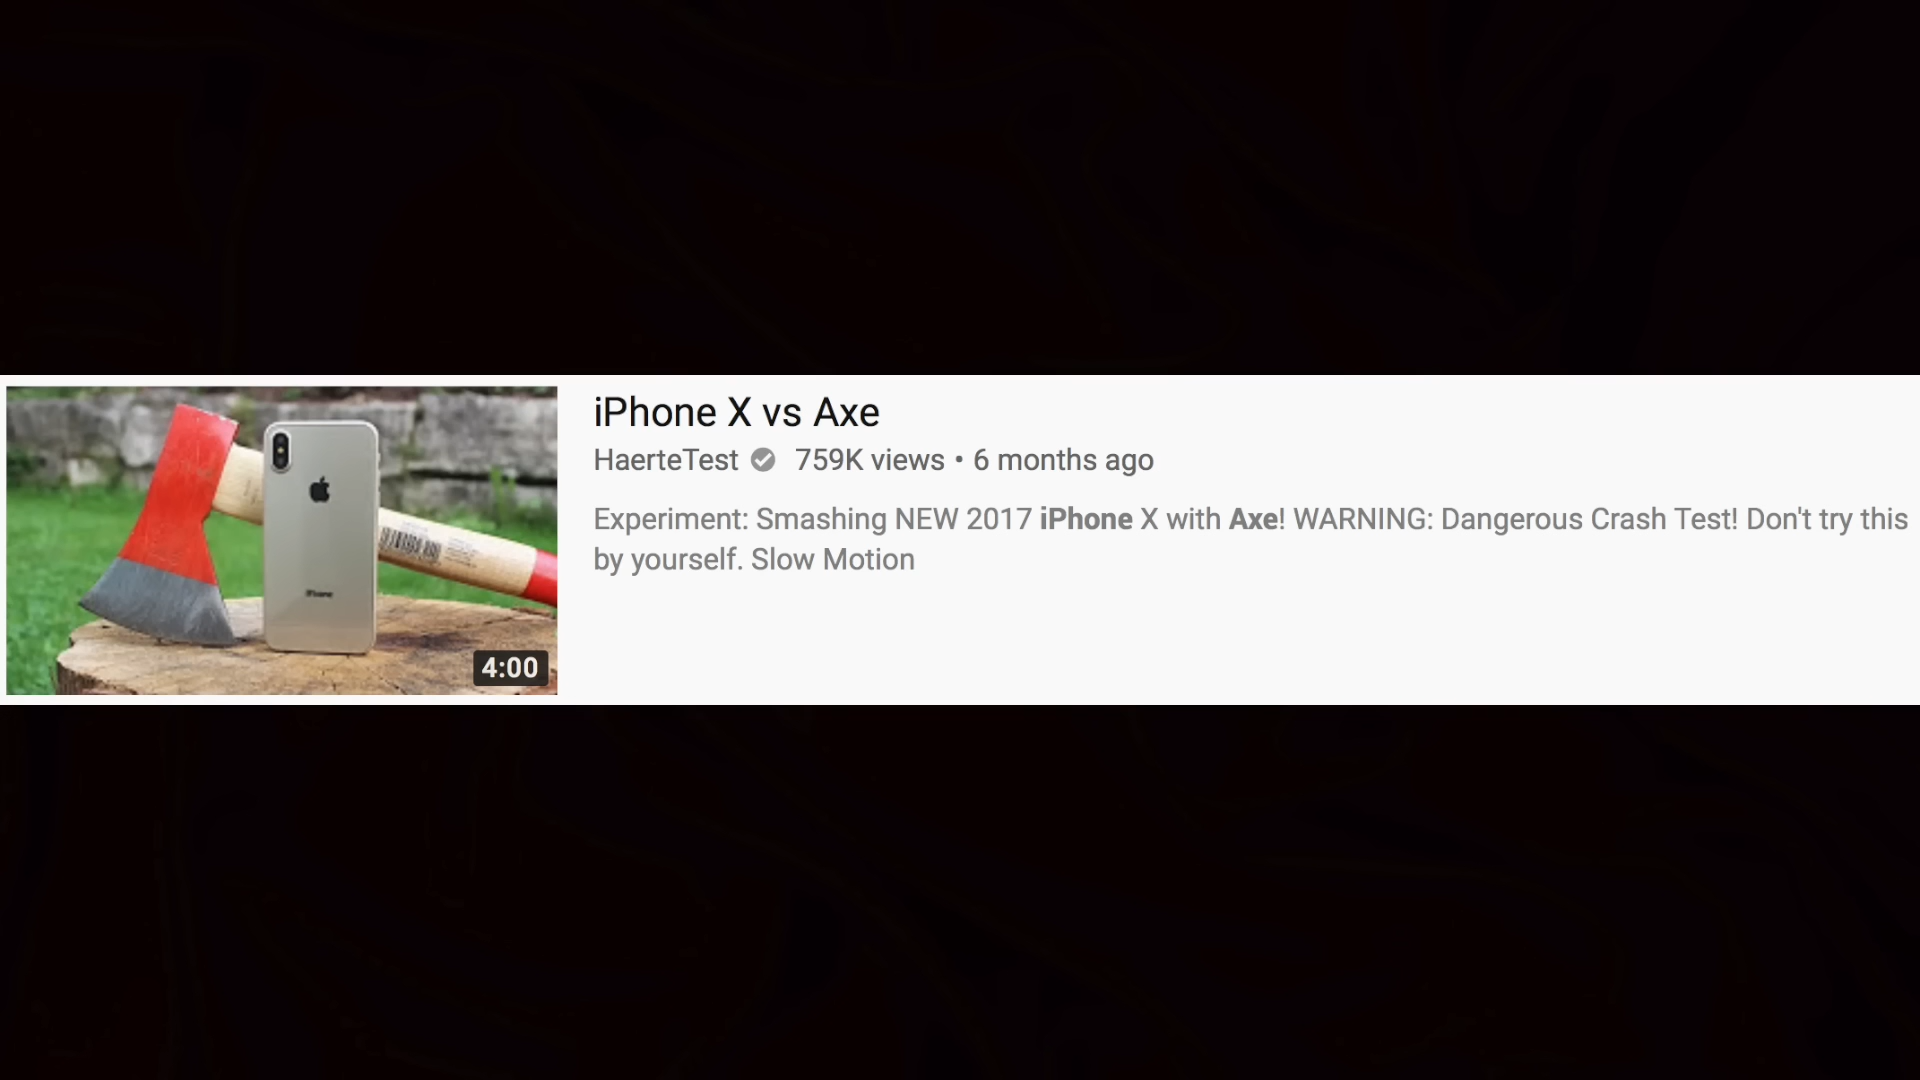 iPhone X vs Axe
HaerteTest 759K views • 6 months ago
Experiment: Smashing NEW 2017 iPhone X with Axe! WARNING: Dangerous Crash Test! Don't try this
by yourself. Slow Motion
iPhone
4:00